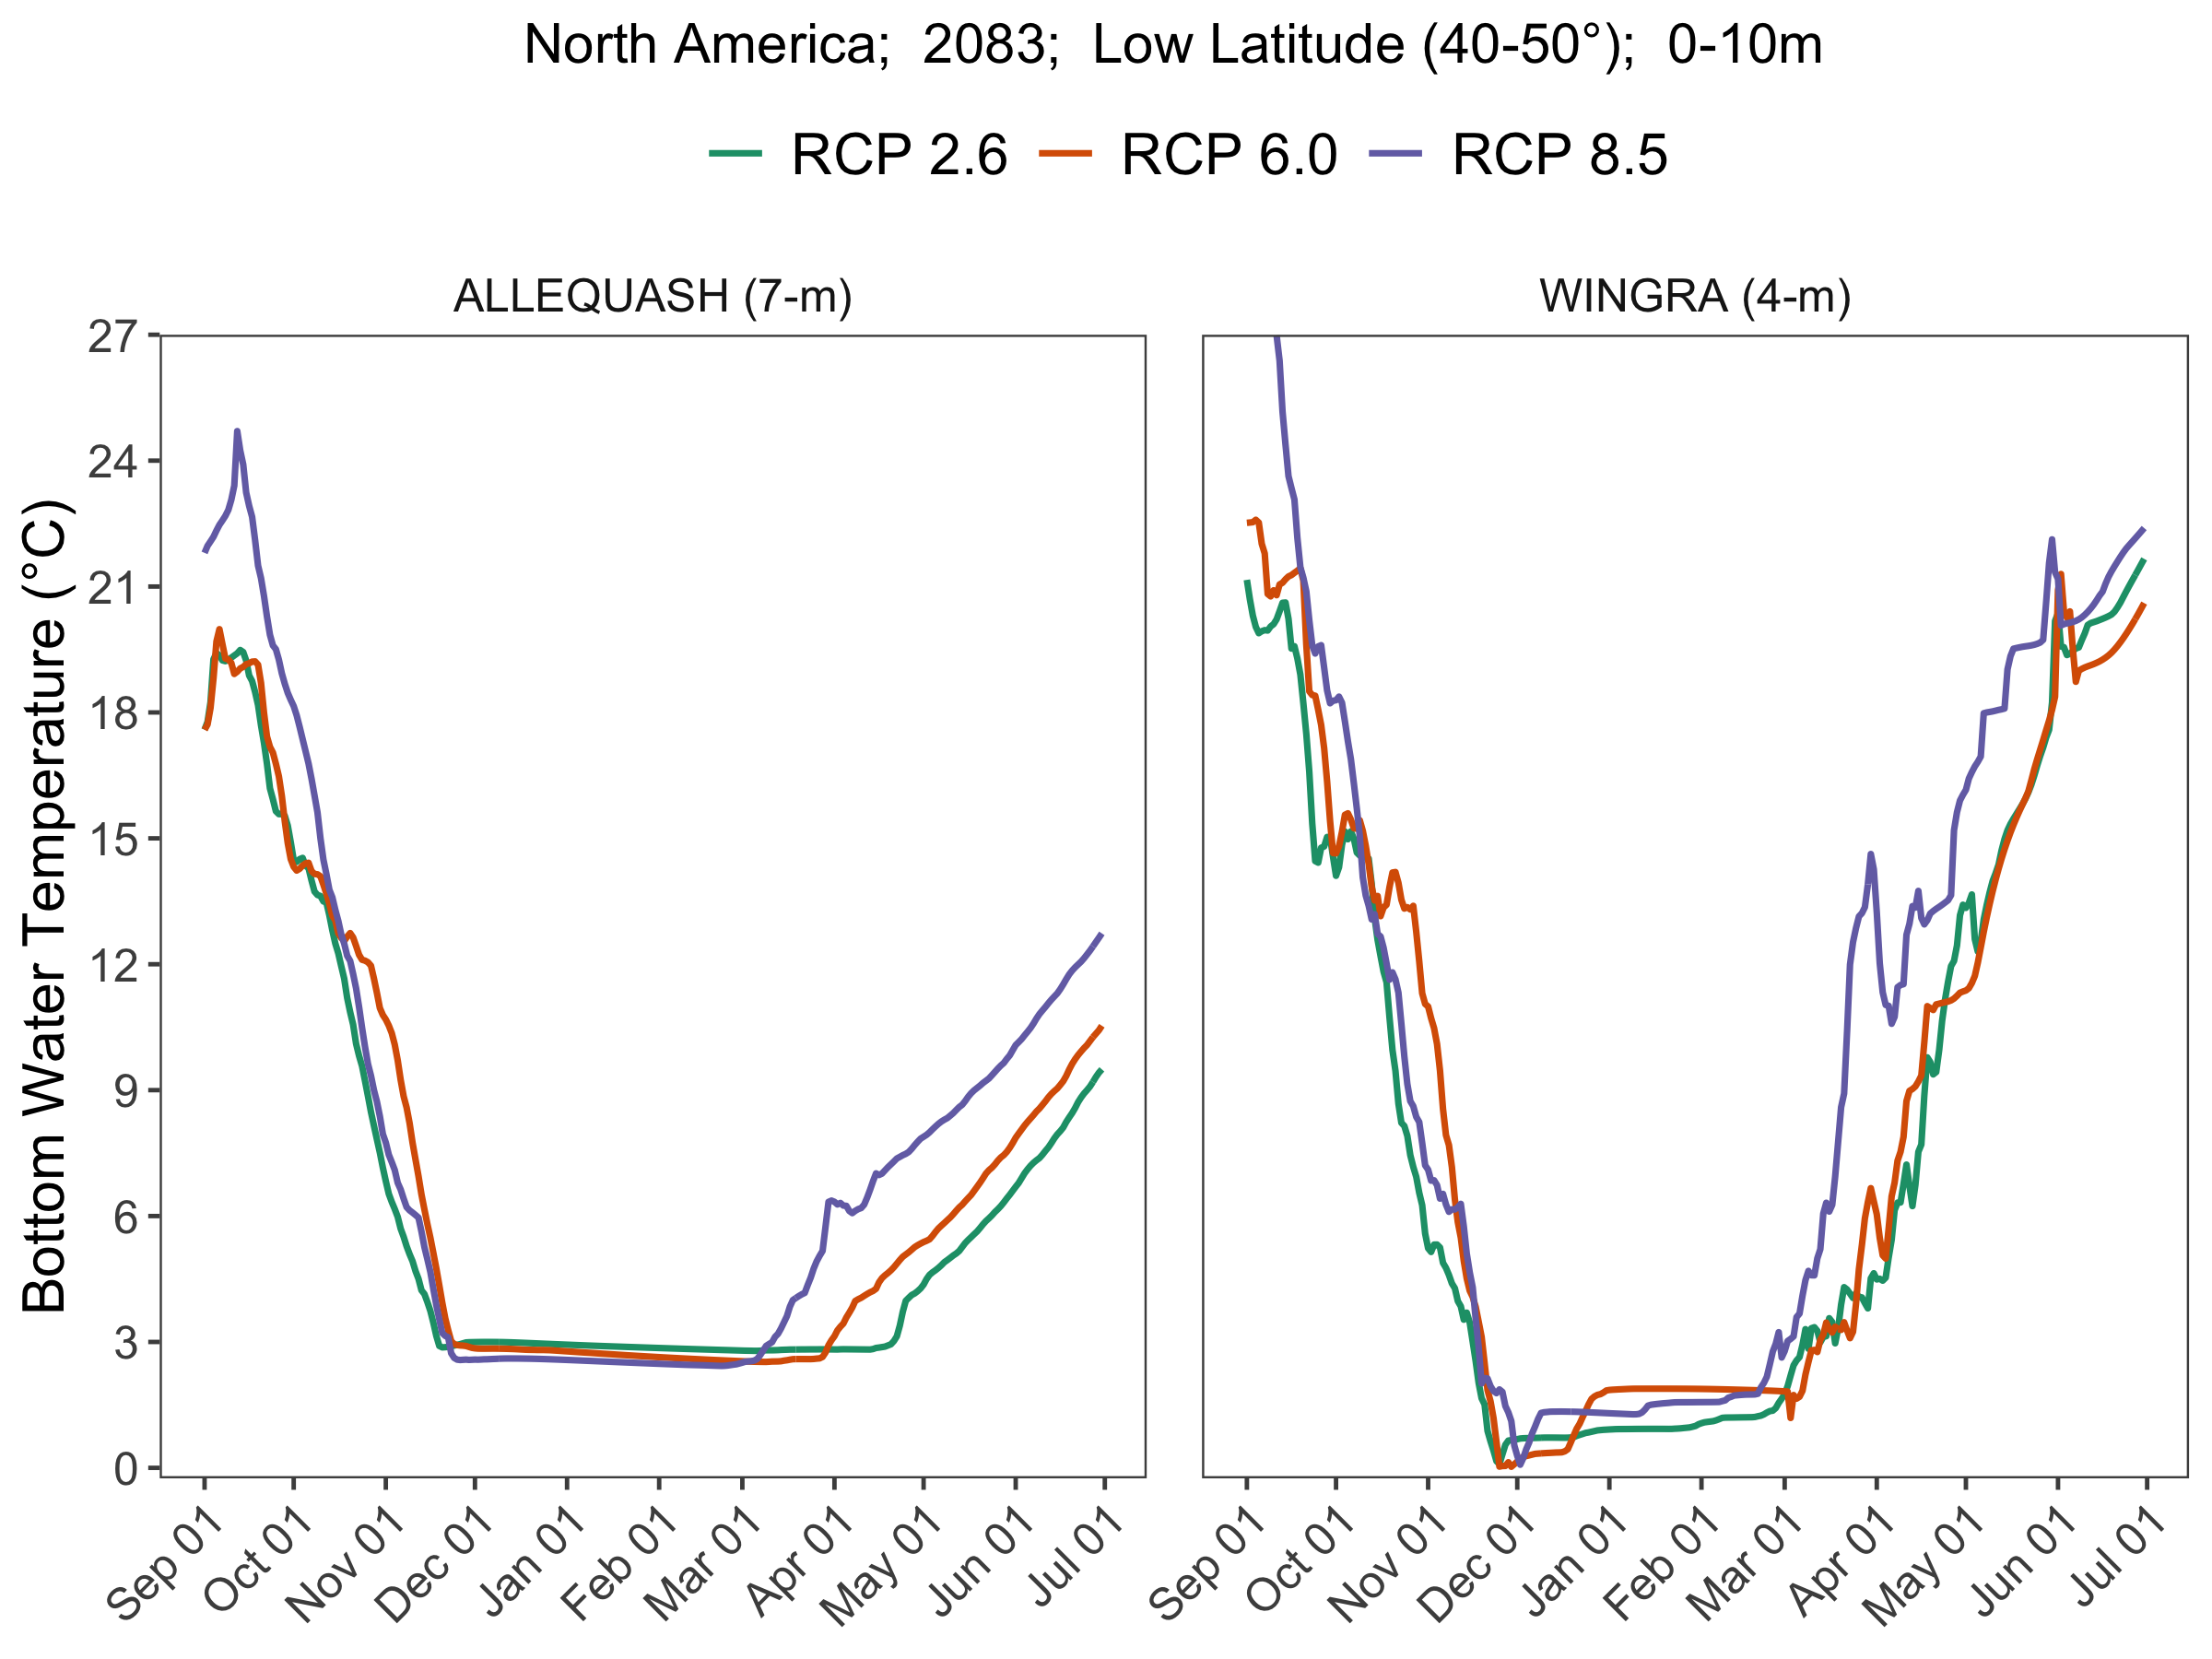 North America;  2083;  Low Latitude (40-50°);  0-10m
RCP 2.6 RCP 6.0 RCP 8.5
ALLEQUASH (7-m) WINGRA (4-m)
Bottom Water Temperature (°C)
27
24
21
18
15
12
9
6
3
0
Sep 01 Oct 01 Nov 01 Dec 01 Jan 01 Feb 01 Mar 01 Apr 01 May 01 Jun 01 Jul 01 Sep 01 Oct 01 Nov 01 Dec 01 Jan 01 Feb 01 Mar 01 Apr 01 May 01 Jun 01 Jul 01